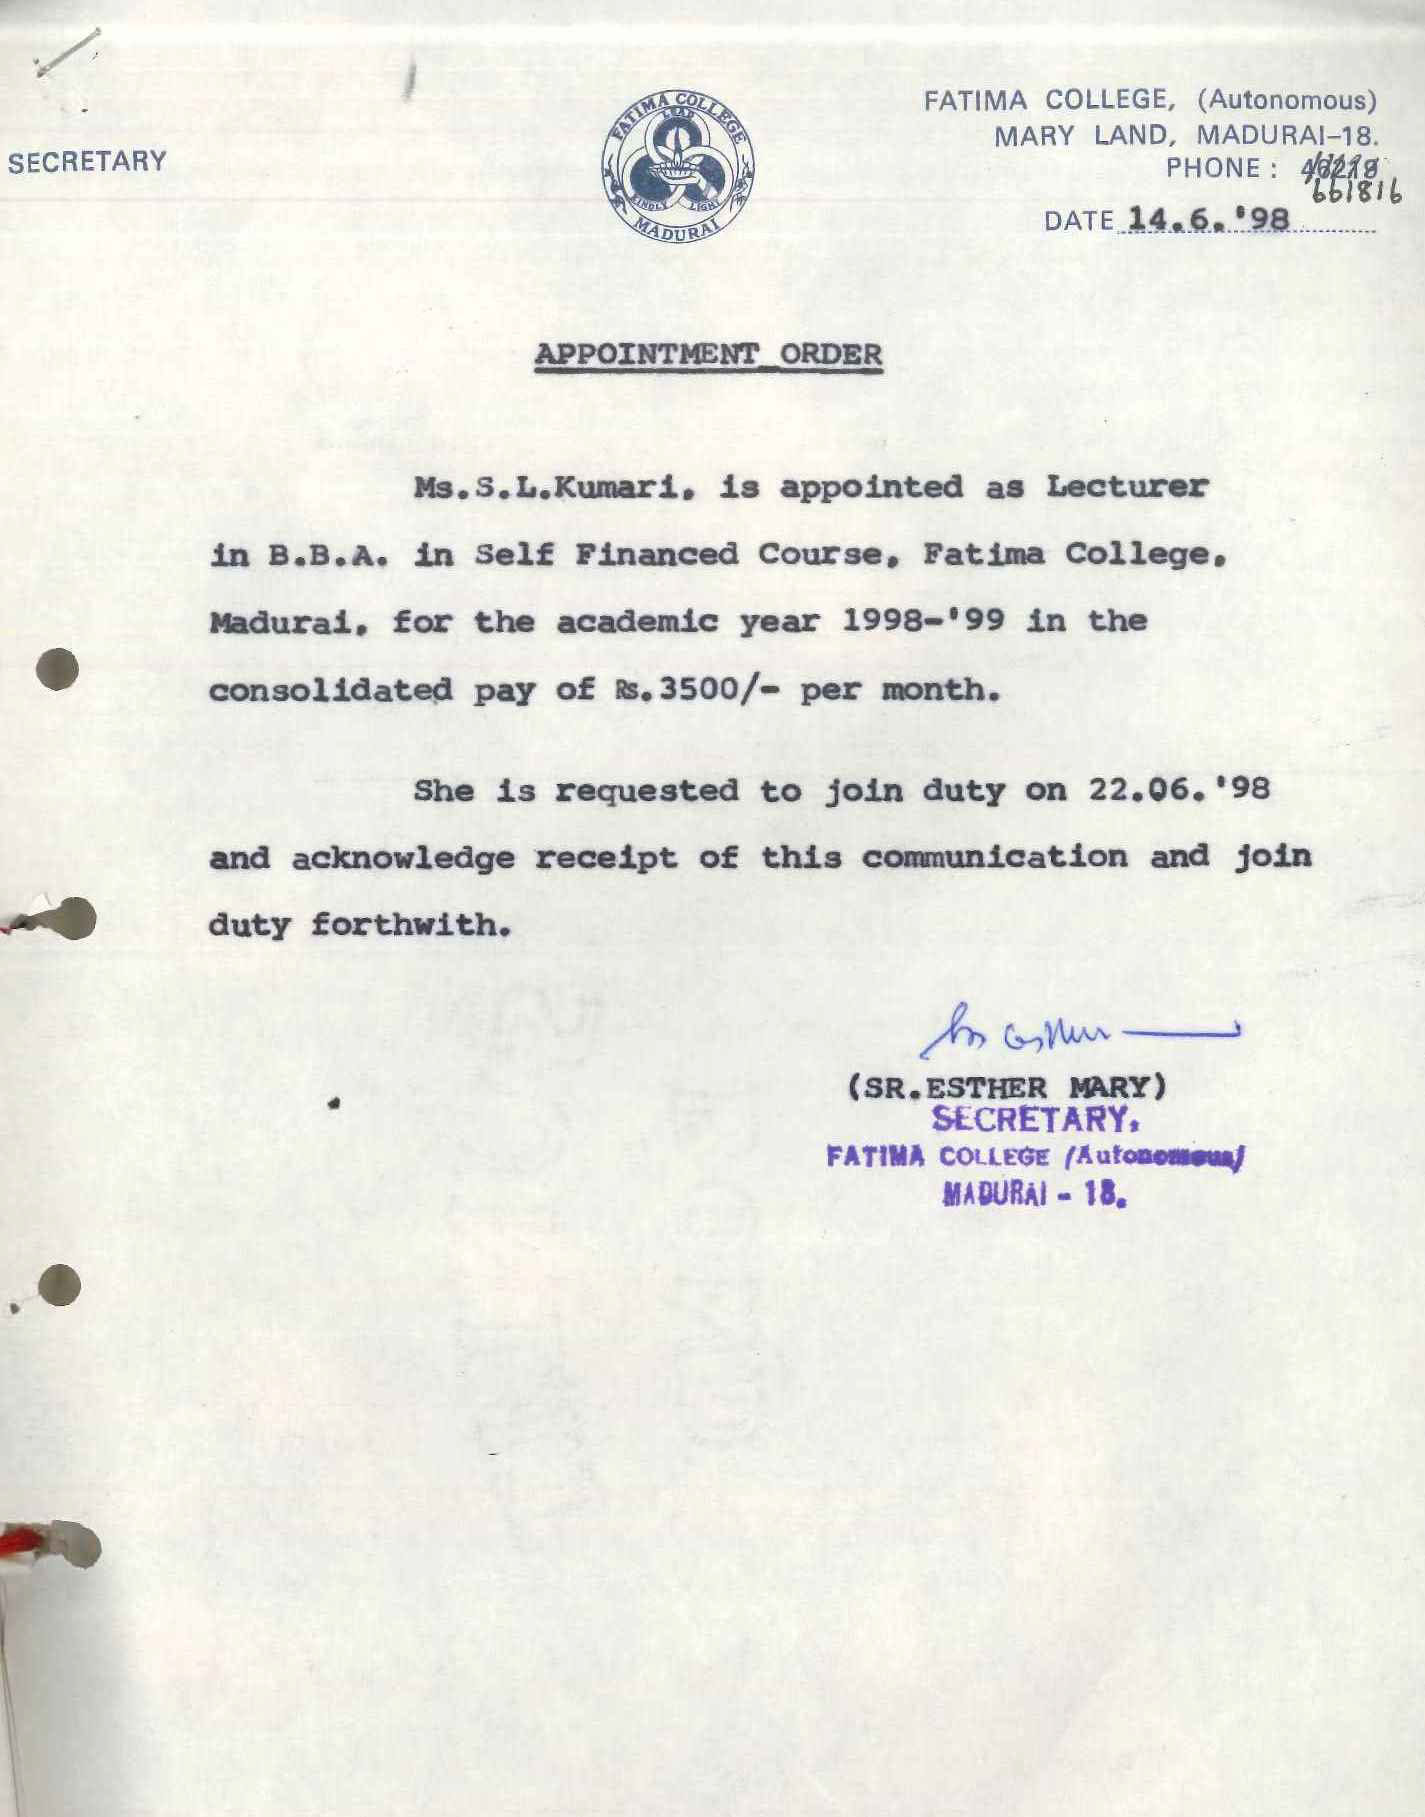 SECRETARY
FATIMA COLLEGE
LEAD
KINDLY LIGHT
MADURAI
FATIMA COLLEGE, (Autonomous)
MARY LAND, MADURAI-18.
PHONE :
661816
DATE 14.6.'98
APPOINTMENT ORDER
Ms.S.L.Kumari, is appointed as Lecturer
in B.B.A. in Self Financed Course, Fatima College,
Madurai, for the academic year 1998-'99 in the
consolidated pay of Rs.3500/- per month.
She is requested to join duty on 22.06.'98
and acknowledge receipt of this communication and join
duty forthwith.
(SR.ESTHER MARY)
SECRETARY,
FATIMA COLLEGE (Autonomous)
MADURAI - 18.